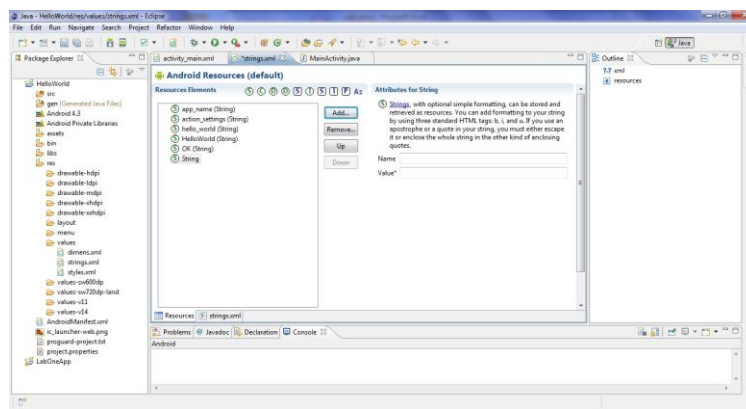 Java - HelloWorld/res/values/strings.xml - Eclipse
File Edit Run Navigate Search Project Refactor Window Help
Java
Package Explorer
HelloWorld
src
gen [Generated Java Files]
Android 4.3
Android Private Libraries
assets
bin
libs
res
drawable-hdpi
drawable-ldpi
drawable-mdpi
drawable-xhdpi
drawable-xxhdpi
layout
menu
values
dimens.xml
strings.xml
styles.xml
values-sw600dp
values-sw720dp-land
values-v11
values-v14
AndroidManifest.xml
ic_launcher-web.png
proguard-project.txt
project.properties
LabOneApp
activity_main.xml *strings.xml MainActivity.java
Android Resources (default)
Resources Elements S C D D S I S I P Az
S app_name (String)
S action_settings (String)
S hello_world (String)
S HelloWorld (String)
S OK (String)
S String
Add...
Remove...
Up
Down
Attributes for String
S Strings, with optional simple formatting, can be stored and
retrieved as resources. You can add formatting to your string
by using three standard HTML tags: b, i, and u. If you use an
apostrophe or a quote in your string, you must either escape
it or enclose the whole string in the other kind of enclosing
quotes.
Name
Value*
Resources strings.xml
Outline
?-? xml
resources
Problems @ Javadoc Declaration Console
Android